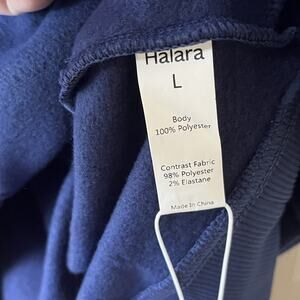 Halara
L
Body
100% Polyester
Contrast Fabric
98% Polyester
2% Elastane
Made In China